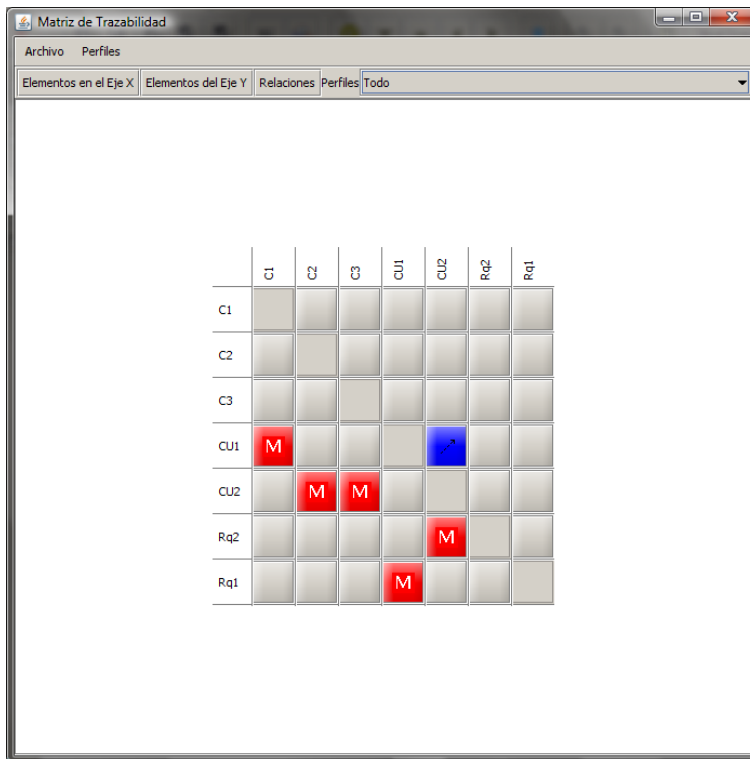 Matriz de Trazabilidad
Archivo Perfiles
Elementos en el Eje X Elementos del Eje Y Relaciones Perfiles Todo
C1 C2 C3 CU1 CU2 Rq2 Rq1
C1
C2
C3
CU1 M
CU2 M M
Rq2 M
Rq1 M